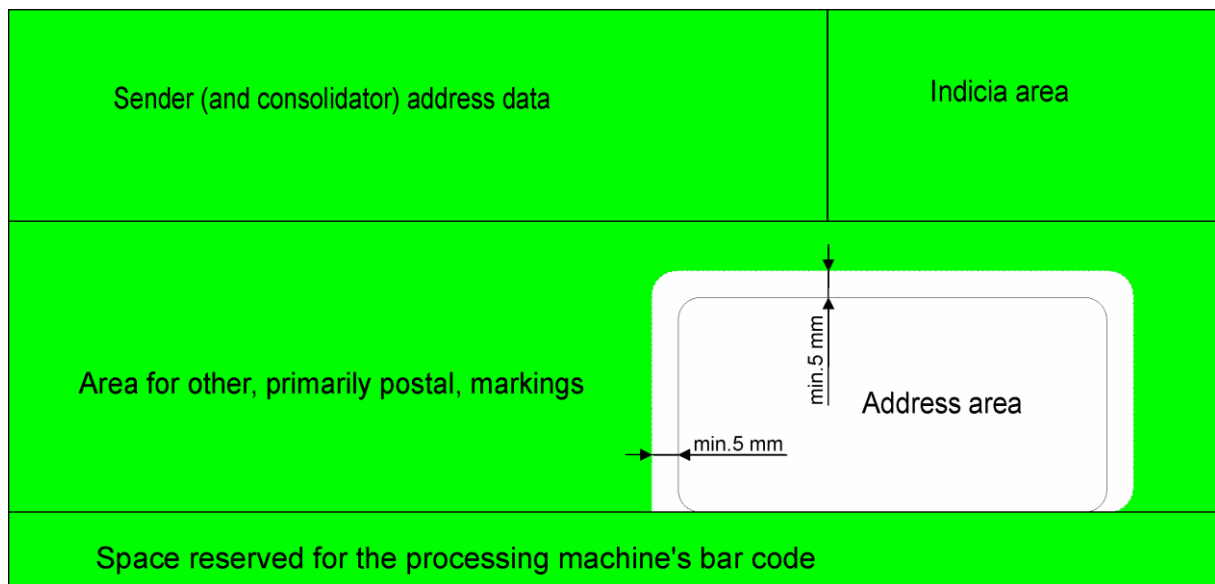 Sender (and consolidator) address data
Indicia area
min.5 mm
Area for other, primarily postal, markings
Address area
min.5 mm
Space reserved for the processing machine's bar code